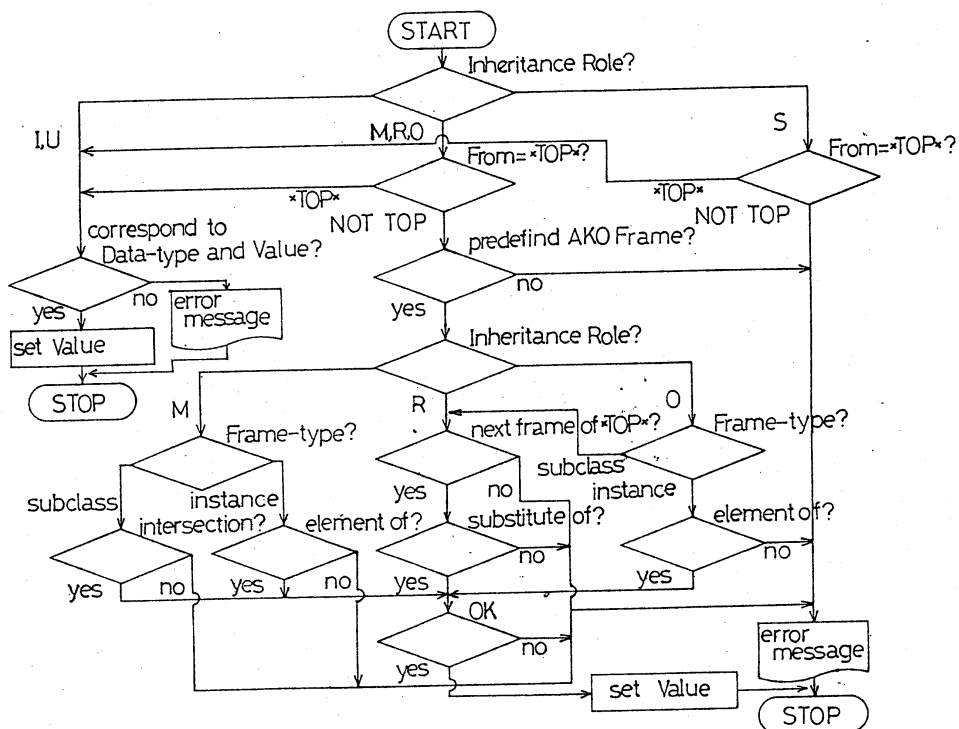 START
Inheritance Role?
I,U
M,R,O
S
From=*TOP*?
From=*TOP*?
*TOP*
*TOP*
NOT TOP
NOT TOP
correspond to
Data-type and Value?
predefind AKO Frame?
no
no
yes
error
message
yes
set Value
Inheritance Role?
STOP
M
R
O
Frame-type?
next frame of *TOP*?
Frame-type?
subclass
instance
subclass
instance
yes
no
intersection?
element of?
substitute of?
element of?
no
no
yes
no
yes
no
yes
yes
OK
no
yes
error
message
set Value
STOP